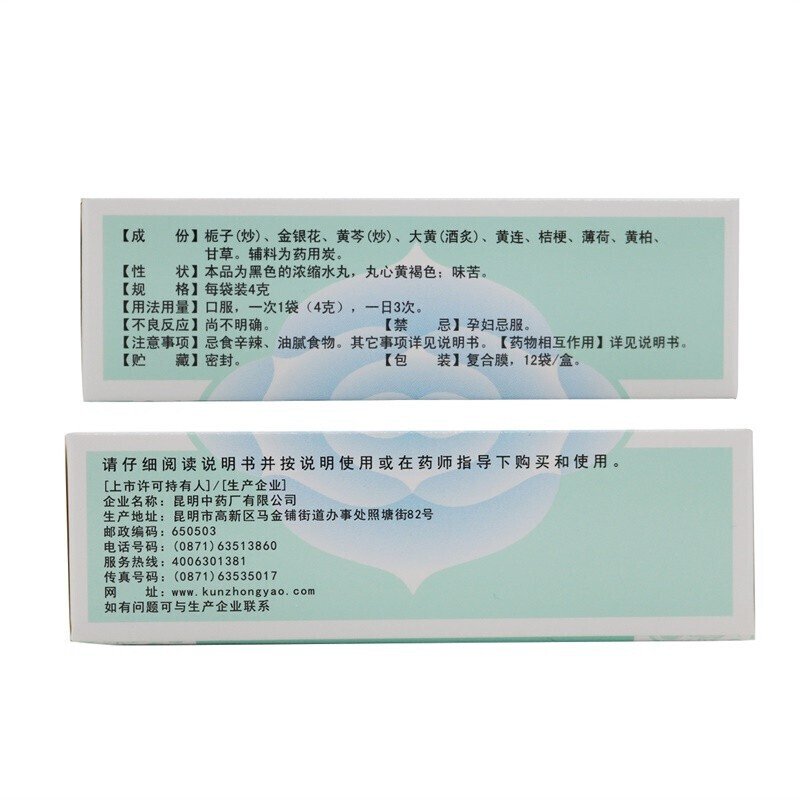 【成　份】栀子(炒)、金银花、黄芩(炒)、大黄(酒炙)、黄连、桔梗、薄荷、黄柏、
甘草。辅料为药用炭。
【性　状】本品为黑色的浓缩水丸，丸心黄褐色；味苦。
【规　格】每袋装4克
【用法用量】口服，一次1袋（4克），一日3次。
【不良反应】尚不明确。　【禁　忌】孕妇忌服。
【注意事项】忌食辛辣、油腻食物。其它事项详见说明书。【药物相互作用】详见说明书。
【贮　藏】密封。　【包　装】复合膜，12袋/盒。
请仔细阅读说明书并按说明使用或在药师指导下购买和使用。
[上市许可持有人]/[生产企业]
企业名称：昆明中药厂有限公司
生产地址：昆明市高新区马金铺街道办事处照塘街82号
邮政编码：650503
电话号码：(0871)63513860
服务热线：4006301381
传真号码：(0871)63535017
网　址：www.kunzhongyao.com
如有问题可与生产企业联系